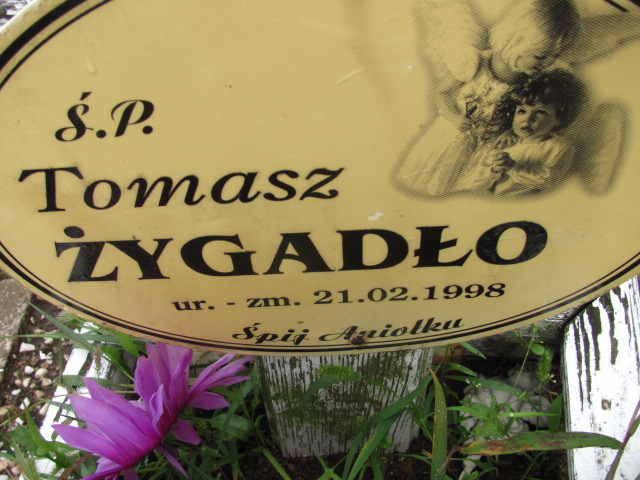 Ś.P.
Tomasz
ŻYGADŁO
ur. - zm. 21.02.1998
Śpij Aniołku